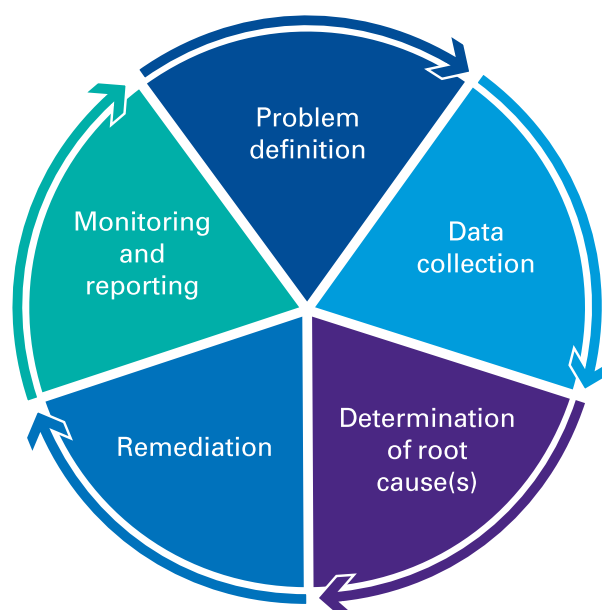 Problem
definition
Data
collection
Determination
of root
cause(s)
Remediation
Monitoring
and
reporting